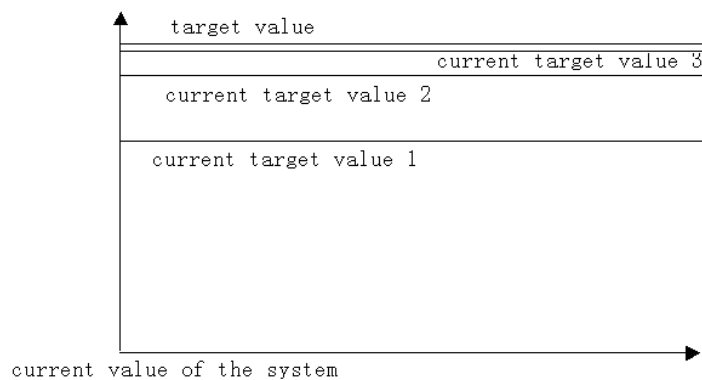 target value
current target value 3
current target value 2
current target value 1
current value of the system